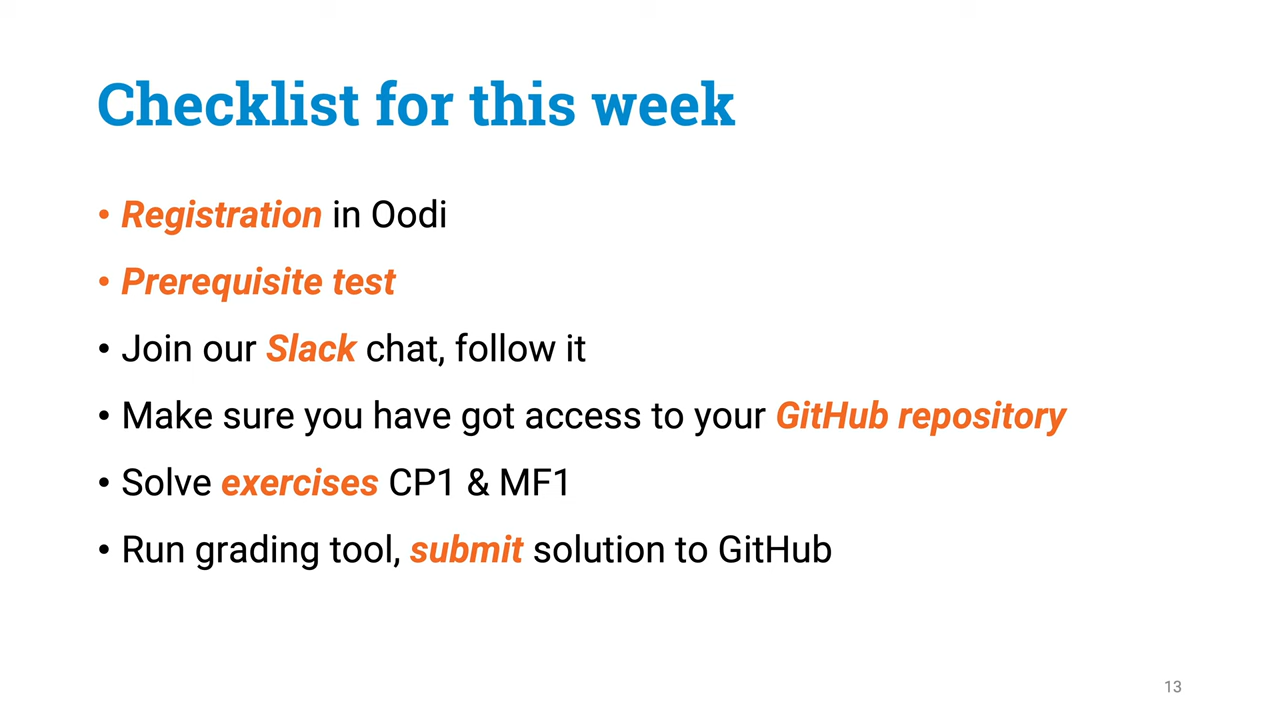 Checklist for this week
• Registration in Oodi
• Prerequisite test
• Join our Slack chat, follow it
• Make sure you have got access to your GitHub repository
• Solve exercises CP1 & MF1
• Run grading tool, submit solution to GitHub
13